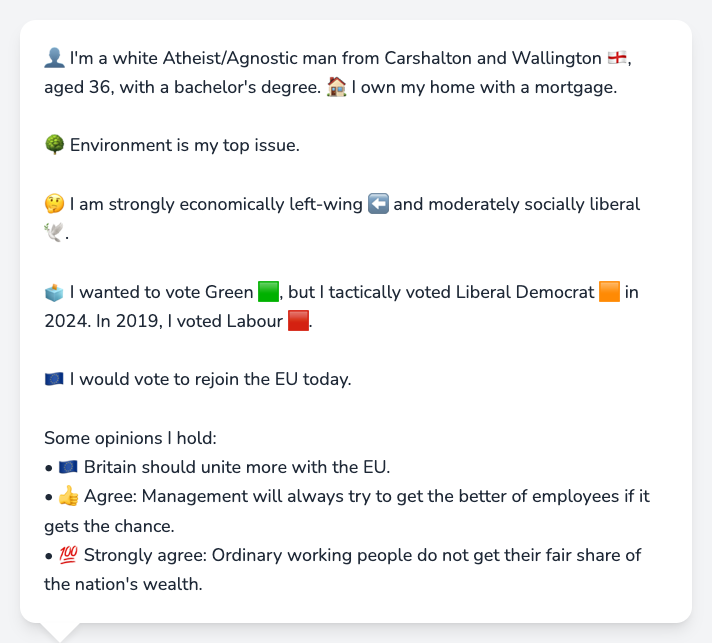 👤 I'm a white Atheist/Agnostic man from Carshalton and Wallington 🏴󠁧󠁢󠁥󠁮󠁧󠁿,
aged 36, with a bachelor's degree. 🏠 I own my home with a mortgage.
🌳 Environment is my top issue.
🤔 I am strongly economically left-wing ⬅️ and moderately socially liberal
🕊️.
🗳️ I wanted to vote Green 🟩, but I tactically voted Liberal Democrat 🟧 in
2024. In 2019, I voted Labour 🟥.
🇪🇺 I would vote to rejoin the EU today.
Some opinions I hold:
• 🇪🇺 Britain should unite more with the EU.
• 👍 Agree: Management will always try to get the better of employees if it
gets the chance.
• 💯 Strongly agree: Ordinary working people do not get their fair share of
the nation's wealth.